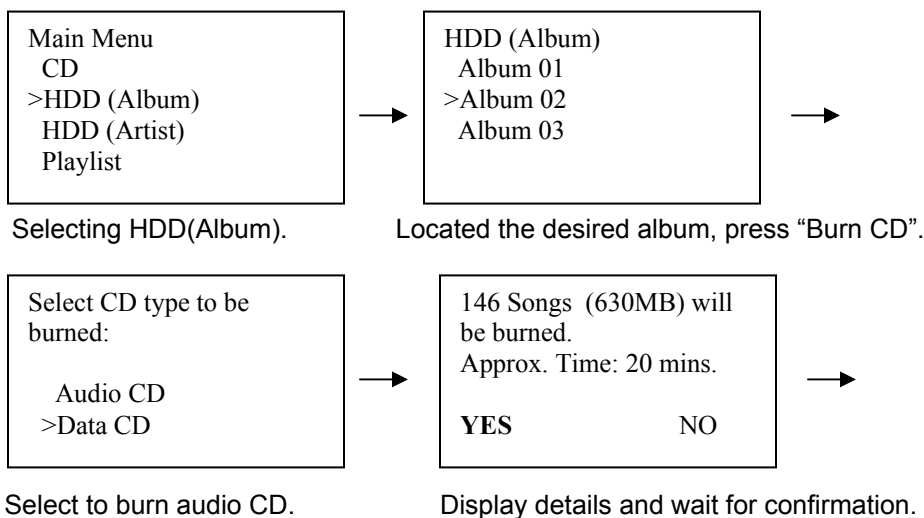 Main Menu
CD
>HDD (Album)
HDD (Artist)
Playlist
HDD (Album)
Album 01
>Album 02
Album 03
Selecting HDD(Album).
Located the desired album, press “Burn CD”.
Select CD type to be
burned:
Audio CD
>Data CD
146 Songs (630MB) will
be burned.
Approx. Time: 20 mins.
YES NO
Select to burn audio CD.
Display details and wait for confirmation.